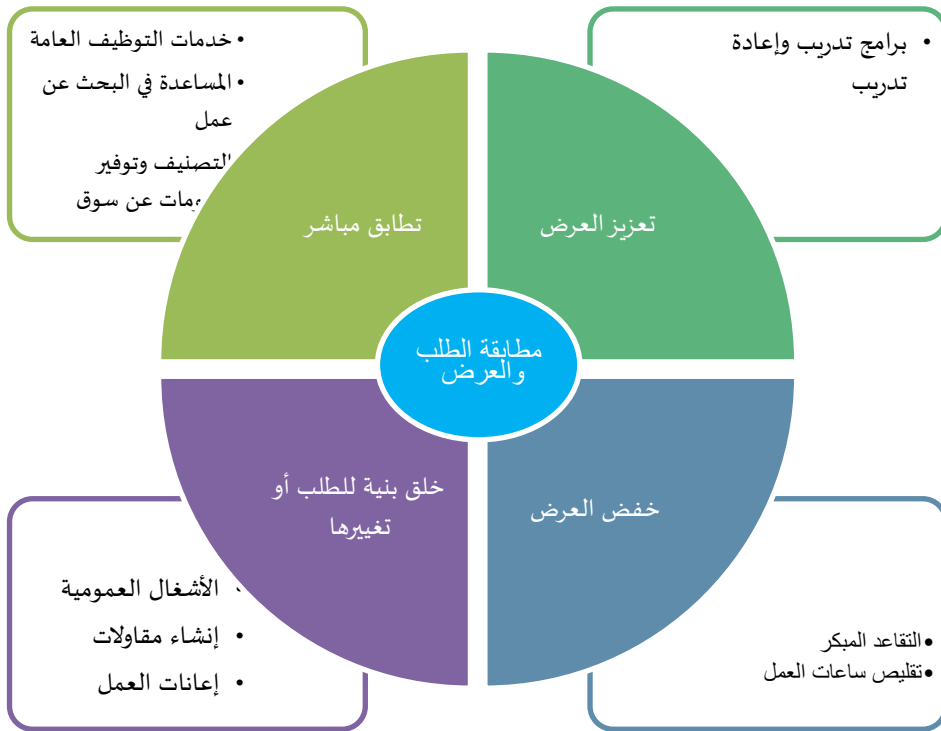 • برامج تدريب وإعادة
تدريب
• خدمات التوظيف العامة
• المساعدة في البحث عن
عمل
التصنيف وتوفير
عن سوق
تعزيز العرض
تطابق مباشر
مطابقة الطلب
والعرض
خفض العرض
خلق بنية للطلب أو
تغييرها
• التقاعد المبكر
• تقليص ساعات العمل
• الأشغال العمومية
• إنشاء مقاولات
• إعانات العمل